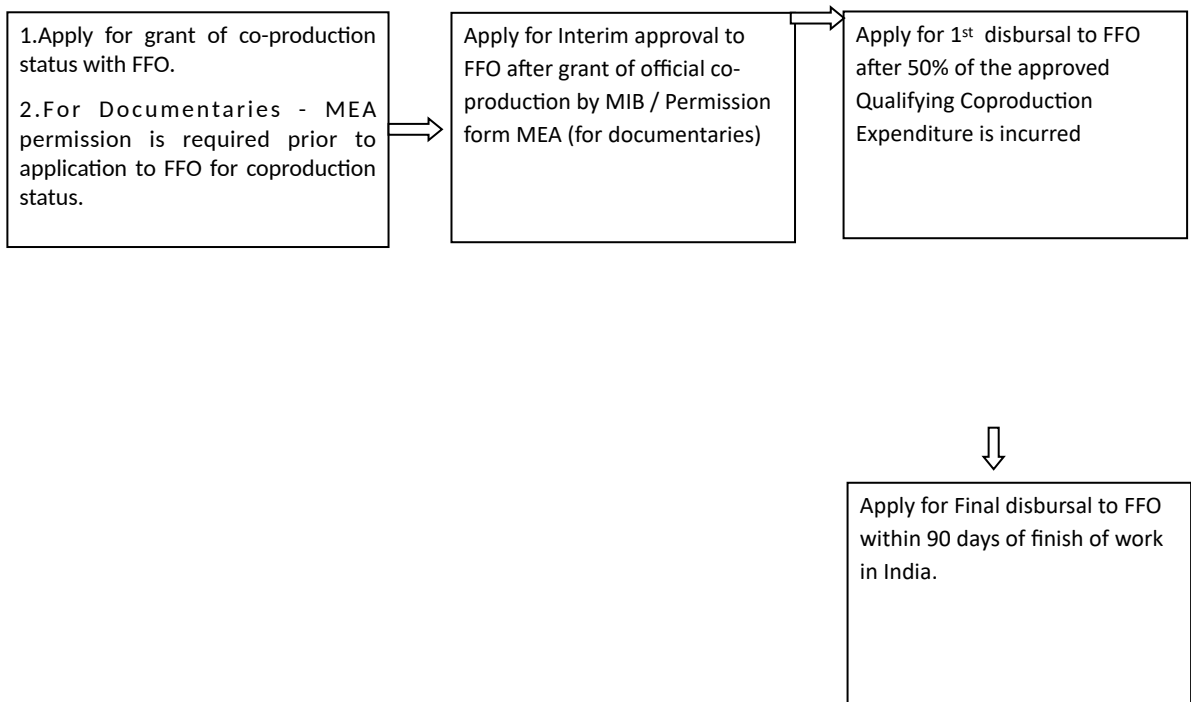 1.Apply for grant of co-production
status with FFO.
2.For Documentaries - MEA
permission is required prior to
application to FFO for coproduction
status.
Apply for Interim approval to
FFO after grant of official co-
production by MIB / Permission
form MEA (for documentaries)
Apply for 1st disbursal to FFO
after 50% of the approved
Qualifying Coproduction
Expenditure is incurred
Apply for Final disbursal to FFO
within 90 days of finish of work
in India.